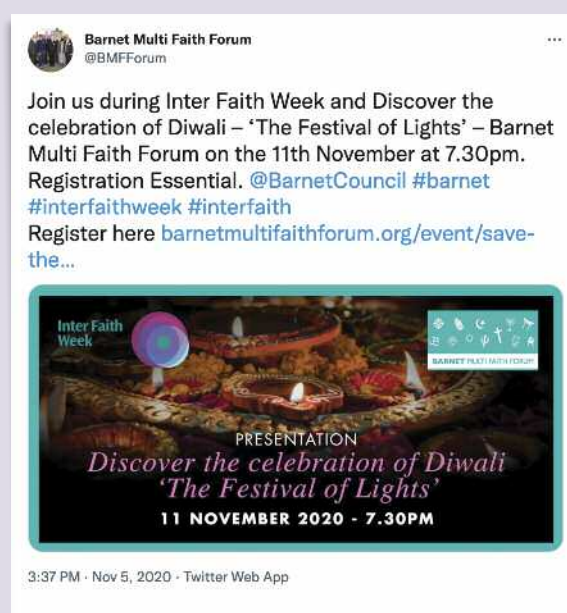 Barnet Multi Faith Forum
@BMFForum
...
Join us during Inter Faith Week and Discover the
celebration of Diwali – ‘The Festival of Lights’ – Barnet
Multi Faith Forum on the 11th November at 7.30pm.
Registration Essential. @BarnetCouncil #barnet
#interfaithweek #interfaith
Register here barnetmultifaithforum.org/event/save-
the...
Inter Faith
Week
BARNET MULTI FAITH FORUM
PRESENTATION
Discover the celebration of Diwali
‘The Festival of Lights’
11 NOVEMBER 2020 - 7.30PM
3:37 PM · Nov 5, 2020 · Twitter Web App